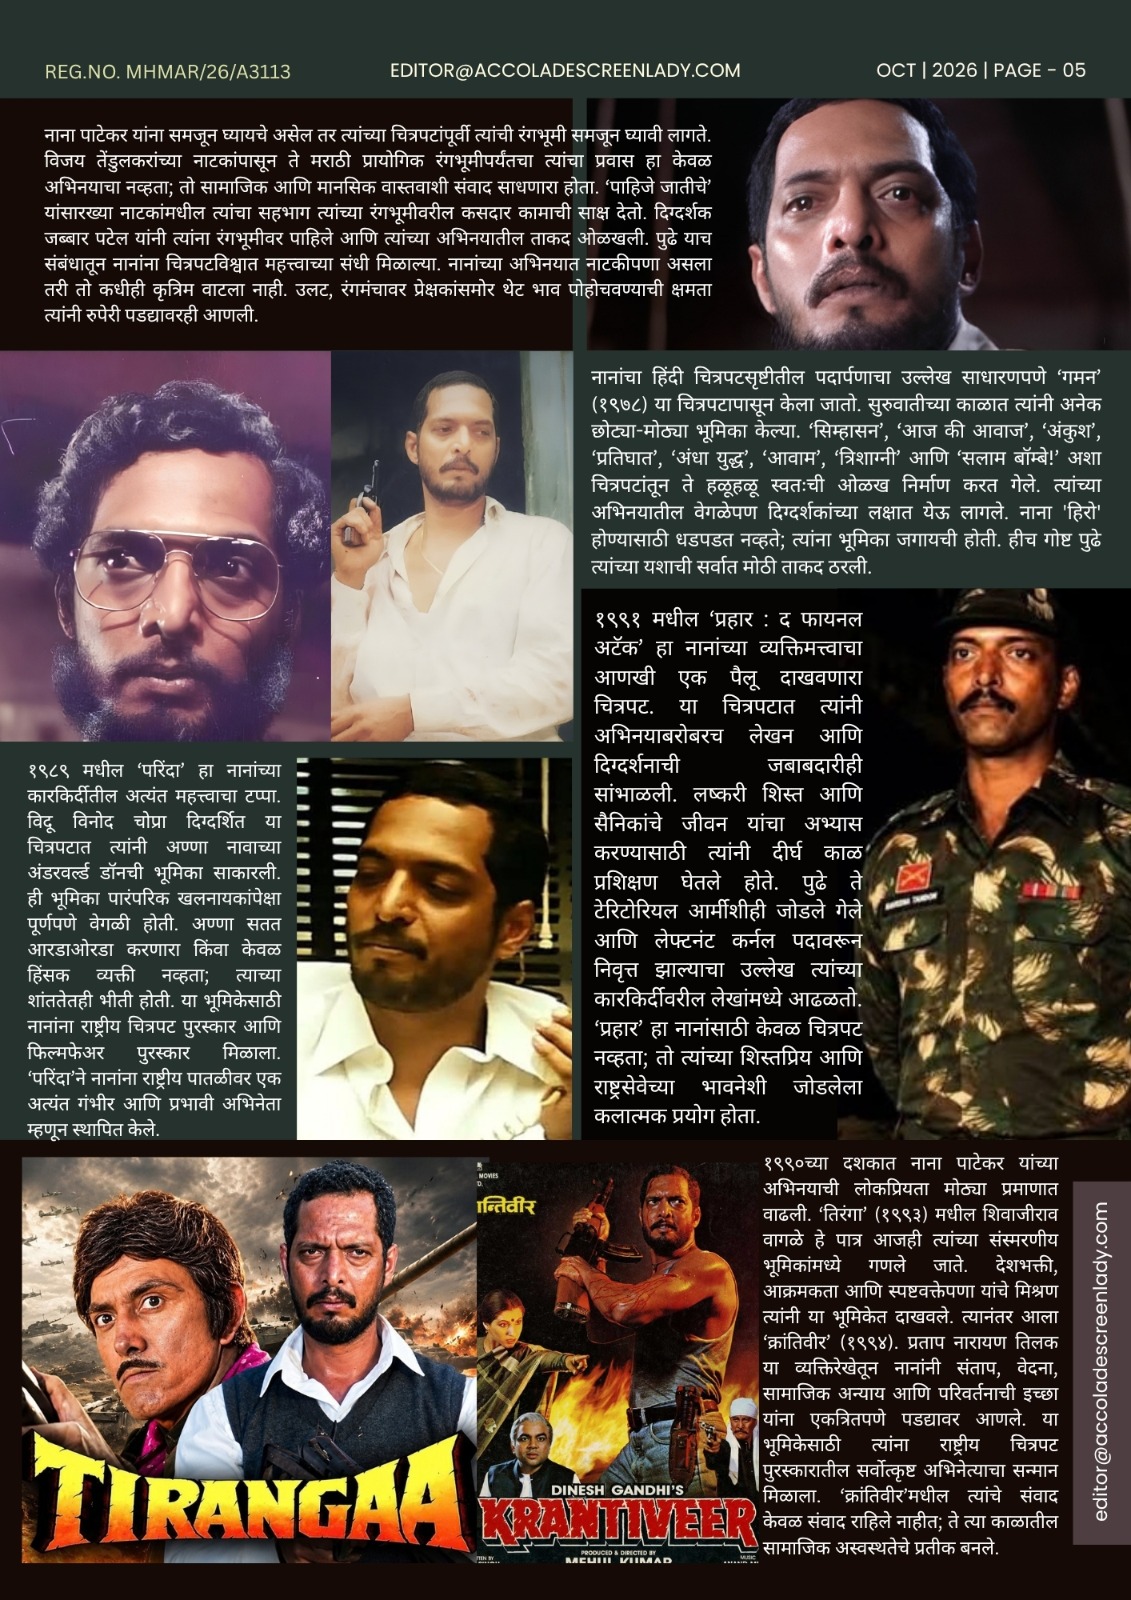 REG.NO. MHMAR/26/A3113
EDITOR@ACCOLADESCREENLADY.COM
OCT | 2026 | PAGE - 05
नाना पाटेकर यांना समजून घ्यायचे असेल तर त्यांच्या चित्रपटांपूर्वी त्यांची रंगभूमी समजून घ्यावी लागते.
विजय तेंडुलकरांच्या नाटकांपासून ते मराठी प्रायोगिक रंगभूमीपर्यंतचा त्यांचा प्रवास हा केवळ
अभिनयाचा नव्हता; तो सामाजिक आणि मानसिक वास्तवाशी संवाद साधणारा होता. ‘पाहिजे जातीचे’
यांसारख्या नाटकांमधील त्यांचा सहभाग त्यांच्या रंगभूमीवरील कसदार कामाची साक्ष देतो. दिग्दर्शक
जब्बार पटेल यांनी त्यांना रंगभूमीवर पाहिले आणि त्यांच्या अभिनयातील ताकद ओळखली. पुढे याच
संबंधातून नानांना चित्रपटविश्वात महत्त्वाच्या संधी मिळाल्या. नानांच्या अभिनयात नाटकीपणा असला
तरी तो कधीही कृत्रिम वाटला नाही. उलट, रंगमंचावर प्रेक्षकांसमोर थेट भाव पोहोचवण्याची क्षमता
त्यांनी रुपेरी पडद्यावरही आणली.
नानांचा हिंदी चित्रपटसृष्टीतील पदार्पणाचा उल्लेख साधारणपणे ‘गमन’
(१९७८) या चित्रपटापासून केला जातो. सुरुवातीच्या काळात त्यांनी अनेक
छोट्या-मोठ्या भूमिका केल्या. ‘सिम्हासन’, ‘आज की आवाज’, ‘अंकुश’,
‘प्रतिघात’, ‘अंधा युद्ध’, ‘आवाम’, ‘त्रिशाग्नी’ आणि ‘सलाम बॉम्बे!’ अशा
चित्रपटांतून ते हळूहळू स्वतःची ओळख निर्माण करत गेले. त्यांच्या
अभिनयातील वेगळेपण दिग्दर्शकांच्या लक्षात येऊ लागले. नाना 'हिरो'
होण्यासाठी धडपडत नव्हते; त्यांना भूमिका जगायची होती. हीच गोष्ट पुढे
त्यांच्या यशाची सर्वात मोठी ताकद ठरली.
१९९१ मधील ‘प्रहार : द फायनल
अटॅक’ हा नानांच्या व्यक्तिमत्त्वाचा
आणखी एक पैलू दाखवणारा
चित्रपट. या चित्रपटात त्यांनी
अभिनयाबरोबरच लेखन आणि
दिग्दर्शनाची जबाबदारीही
सांभाळली. लष्करी शिस्त आणि
सैनिकांचे जीवन यांचा अभ्यास
करण्यासाठी त्यांनी दीर्घ काळ
प्रशिक्षण घेतले होते. पुढे ते
टेरिटोरियल आर्मीशीही जोडले गेले
आणि लेफ्टनंट कर्नल पदावरून
निवृत्त झाल्याचा उल्लेख त्यांच्या
कारकिर्दीवरील लेखांमध्ये आढळतो.
‘प्रहार’ हा नानांसाठी केवळ चित्रपट
नव्हता; तो त्यांच्या शिस्तप्रिय आणि
राष्ट्रसेवेच्या भावनेशी जोडलेला
कलात्मक प्रयोग होता.
१९८९ मधील ‘परिंदा’ हा नानांच्या
कारकिर्दीतील अत्यंत महत्त्वाचा टप्पा.
विदू विनोद चोप्रा दिग्दर्शित या
चित्रपटात त्यांनी अण्णा नावाच्या
अंडरवर्ल्ड डॉनची भूमिका साकारली.
ही भूमिका पारंपरिक खलनायकांपेक्षा
पूर्णपणे वेगळी होती. अण्णा सतत
आरडाओरडा करणारा किंवा केवळ
हिंसक व्यक्ती नव्हता; त्याच्या
शांततेतही भीती होती. या भूमिकेसाठी
नानांना राष्ट्रीय चित्रपट पुरस्कार आणि
फिल्मफेअर पुरस्कार मिळाला.
‘परिंदा’ने नानांना राष्ट्रीय पातळीवर एक
अत्यंत गंभीर आणि प्रभावी अभिनेता
म्हणून स्थापित केले.
TIRANGAA
MOVIES
न्तिवीर
DINESH GANDHI'S
KRANTIVEER
PRODUCED & DIRECTED BY
MEHUL KUMAR
MUSIC
१९९०च्या दशकात नाना पाटेकर यांच्या
अभिनयाची लोकप्रियता मोठ्या प्रमाणात
वाढली. ‘तिरंगा’ (१९९३) मधील शिवाजीराव
वागळे हे पात्र आजही त्यांच्या संस्मरणीय
भूमिकांमध्ये गणले जाते. देशभक्ती,
आक्रमकता आणि स्पष्टवक्तेपणा यांचे मिश्रण
त्यांनी या भूमिकेत दाखवले. त्यानंतर आला
‘क्रांतिवीर’ (१९९४). प्रताप नारायण तिलक
या व्यक्तिरेखेतून नानांनी संताप, वेदना,
सामाजिक अन्याय आणि परिवर्तनाची इच्छा
यांना एकत्रितपणे पडद्यावर आणले. या
भूमिकेसाठी त्यांना राष्ट्रीय चित्रपट
पुरस्कारातील सर्वोत्कृष्ट अभिनेत्याचा सन्मान
मिळाला. ‘क्रांतिवीर’मधील त्यांचे संवाद
केवळ संवाद राहिले नाहीत; ते त्या काळातील
सामाजिक अस्वस्थतेचे प्रतीक बनले.
editor@accoladescreenlady.com